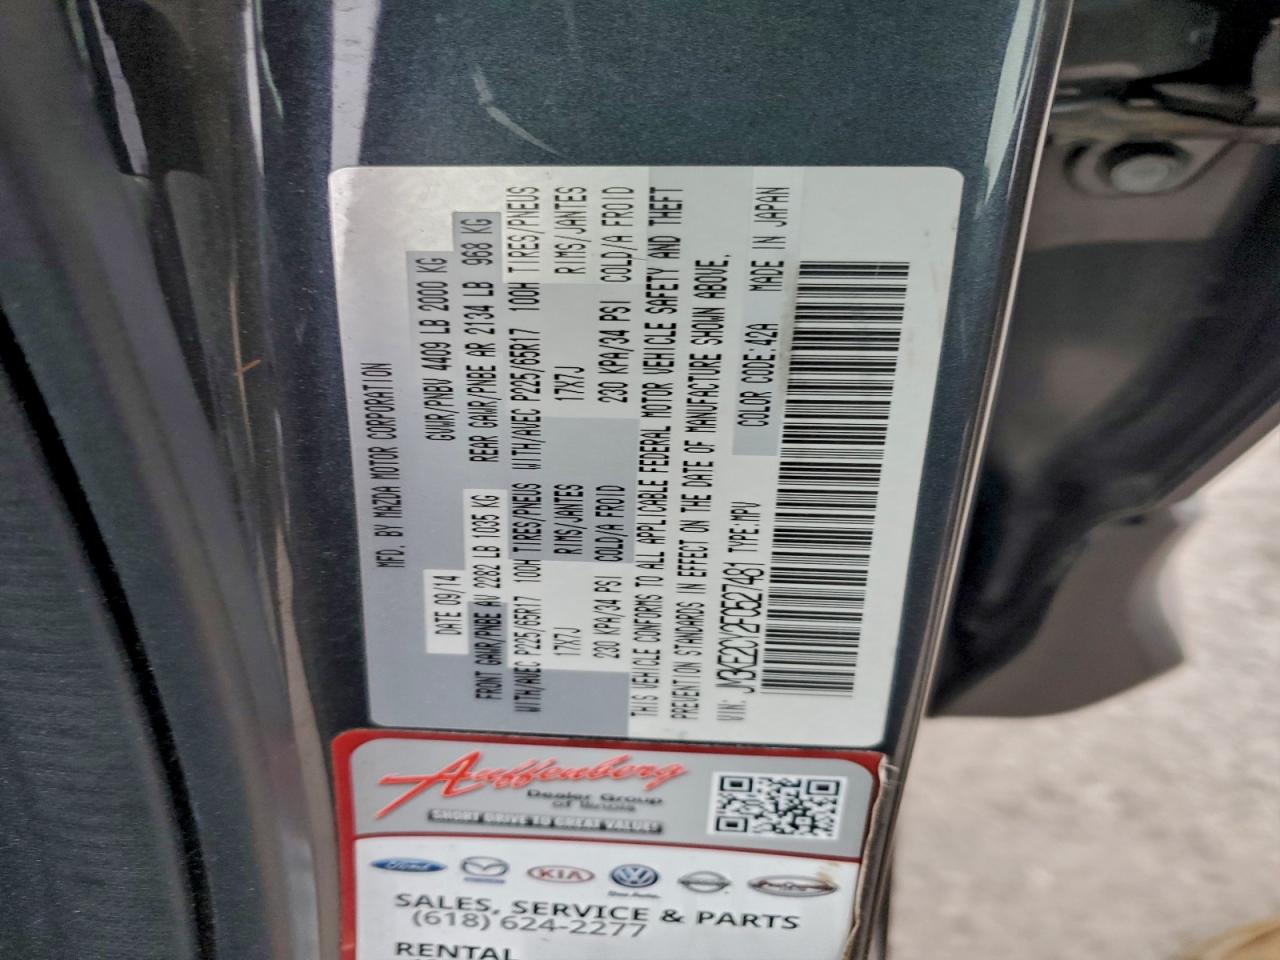 MFD. BY MAZDA MOTOR CORPORATION
DATE 09/14 GVWR/PNBV 4409 LB 2000 KG
FRONT GAWR/PNBE AV 2282 LB 1035 KG REAR GAWR/PNBE AR 2134 LB 968 KG
WITH/AVEC P225/65R17 100H TIRES/PNEUS WITH/AVEC P225/65R17 100H TIRES/PNEUS
17X7J RIMS/JANTES 17X7J RIMS/JANTES
230 KPA/34 PSI COLD/A FROID 230 KPA/34 PSI COLD/A FROID
THIS VEHICLE CONFORMS TO ALL APPLICABLE FEDERAL MOTOR VEHICLE SAFETY AND THEFT
PREVENTION STANDARDS IN EFFECT ON THE DATE OF MANUFACTURE SHOWN ABOVE.
VIN: JM3KE2CY2F0527481 TYPE:MPV COLOR CODE:42A MADE IN JAPAN
Auffenberg
Dealer Group
of Illinois
SHORT DRIVE TO GREAT VALUE!
Ford mazda KIA
SALES, SERVICE & PARTS
(618) 624-2277
RENTAL